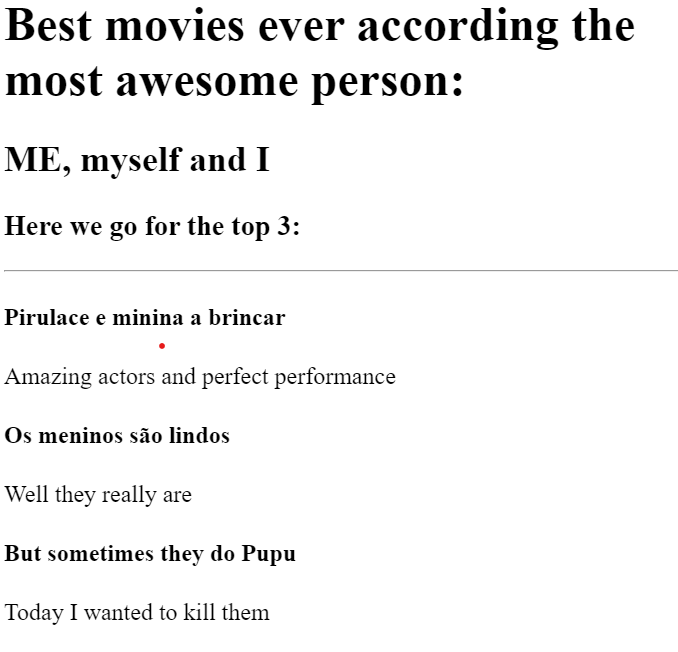 Best movies ever according the
most awesome person:
ME, myself and I
Here we go for the top 3:
Pirulace e minina a brincar
Amazing actors and perfect performance
Os meninos são lindos
Well they really are
But sometimes they do Pupu
Today I wanted to kill them